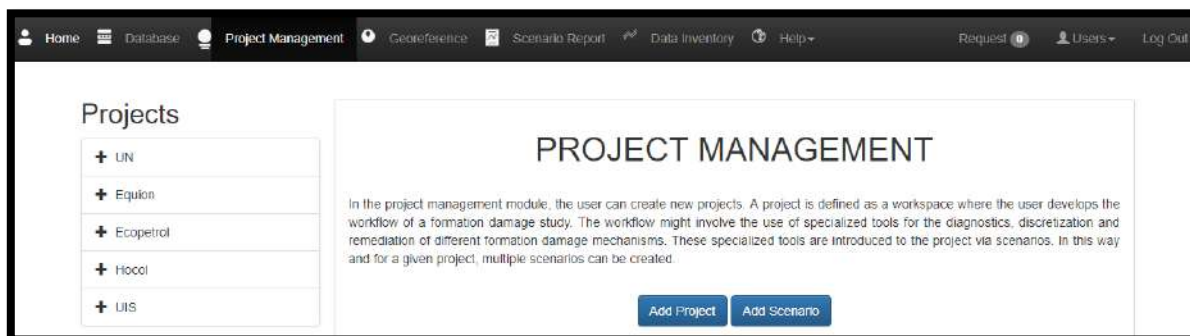 Home Database Project Management Georeference Scenario Report Data Inventory Help Request 0 Users Log Out
Projects
UN
Equion
Ecopetrol
Hocol
UIS
PROJECT MANAGEMENT
In the project management module, the user can create new projects. A project is defined as a workspace where the user develops the
workflow of a formation damage study. The workflow might involve the use of specialized tools for the diagnostics, discretization and
remediation of different formation damage mechanisms. These specialized tools are introduced to the project via scenarios. In this way
and for a given project, multiple scenarios can be created.
Add Project Add Scenario